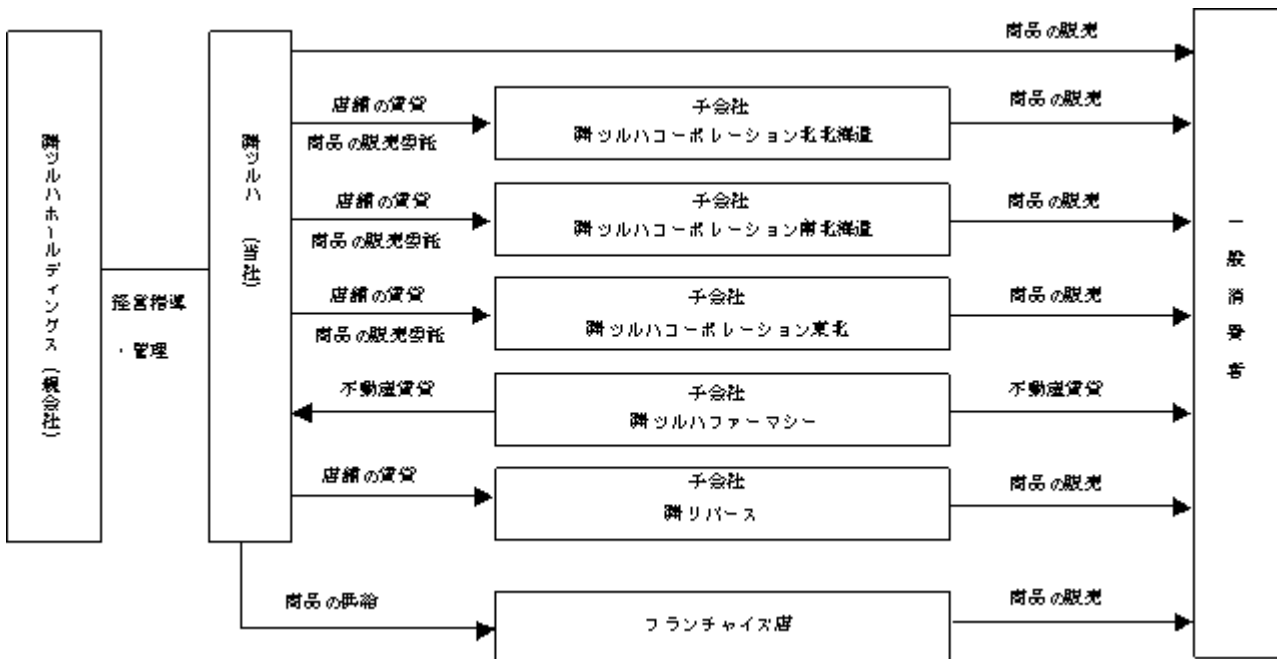 ㈱ツルハホールディングス(親会社)
経営指導
・管理
㈱ツルハ (当社)
商品の販売
店舗の賃貸
商品の販売委託
子会社
㈱ツルハコーポレーション北北海道
商品の販売
店舗の賃貸
商品の販売委託
子会社
㈱ツルハコーポレーション南北海道
商品の販売
店舗の賃貸
商品の販売委託
子会社
㈱ツルハコーポレーション東北
商品の販売
不動産賃貸
子会社
㈱ツルハファーマシー
不動産賃貸
店舗の賃貸
子会社
㈱リバース
商品の販売
商品の供給
フランチャイズ店
商品の販売
一般消費者